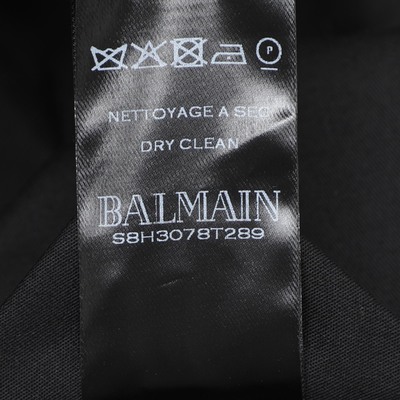 P
NETTOYAGE A SEC
DRY CLEAN
BALMAIN
S8H3078T289